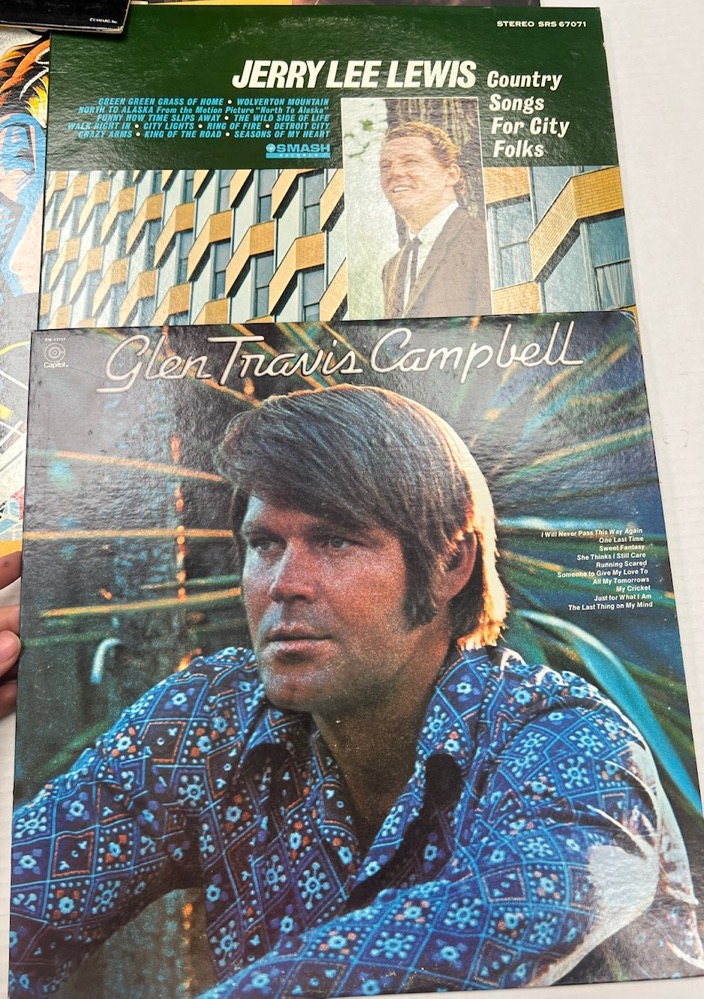 STEREO SRS 67071
JERRY LEE LEWIS
Country
Songs
For City
Folks
GREEN GREEN GRASS OF HOME • WOLVERTON MOUNTAIN
NORTH TO ALASKA From the Motion Picture "North To Alaska"
FUNNY HOW TIME SLIPS AWAY • THE WILD SIDE OF LIFE
WALK RIGHT IN • CITY LIGHTS • RING OF FIRE • DETROIT CITY
CRAZY ARMS • KING OF THE ROAD • SEASONS OF MY HEART
SMASH
RECORDS
Capitol
Glen Travis Campbell
I Will Never Pass This Way Again
One Last Time
Sweet Fantasy
She Thinks I Still Care
Running Scared
Someone to Give My Love To
All My Tomorrows
My Cricket
Just for What I Am
The Last Thing on My Mind